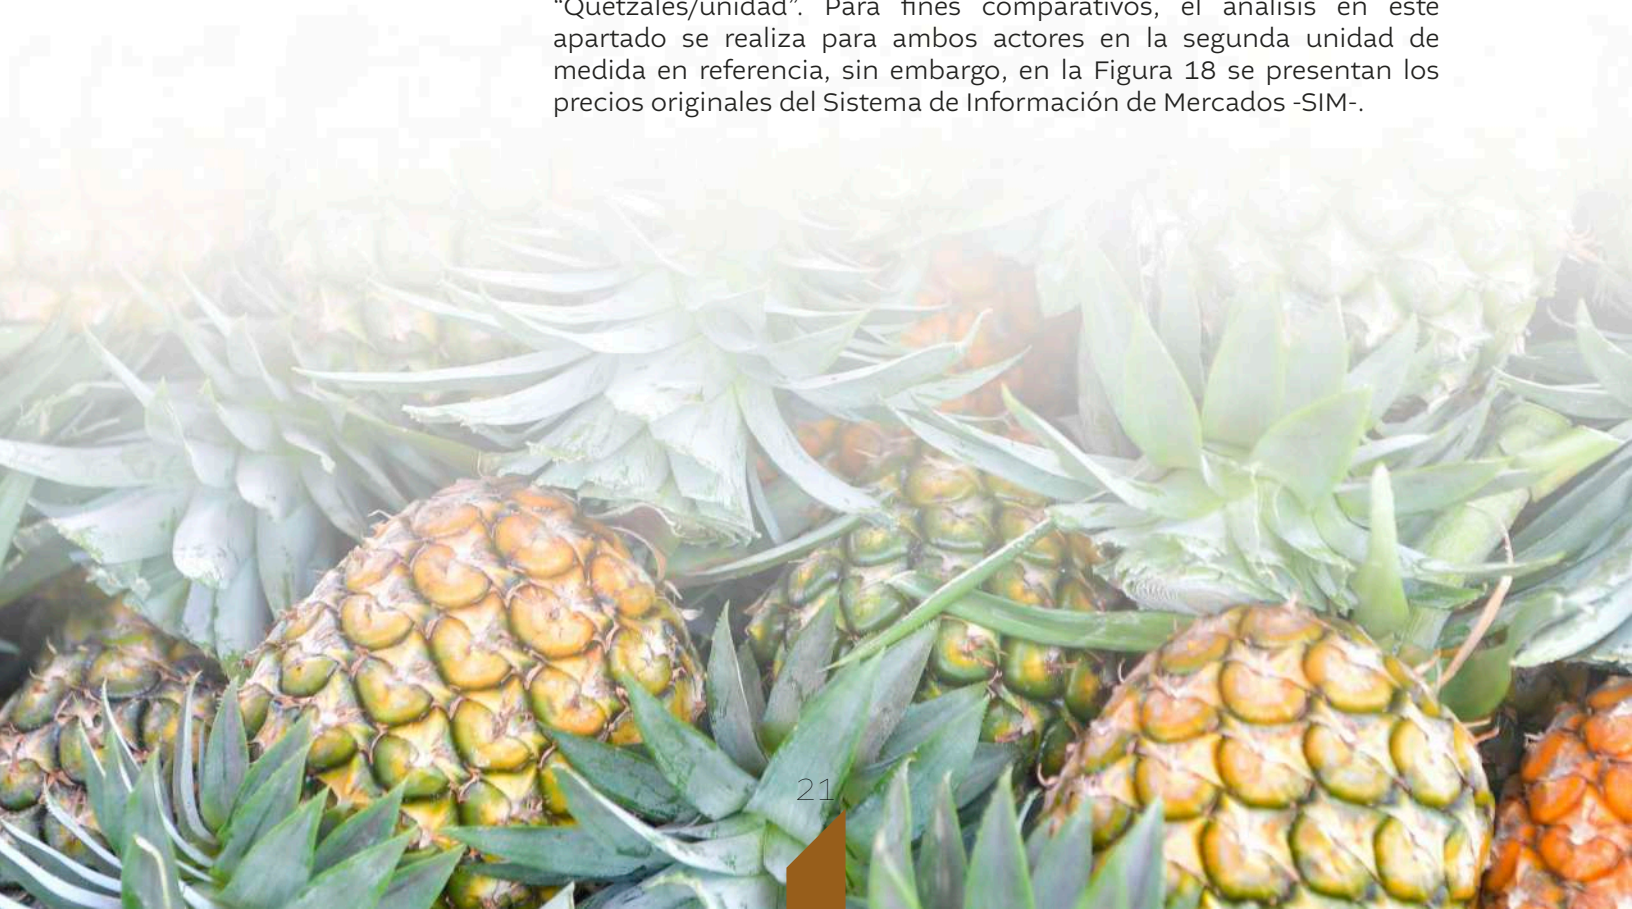 “Quetzales/unidad”. Para fines comparativos, el análisis en este
apartado se realiza para ambos actores en la segunda unidad de
medida en referencia, sin embargo, en la Figura 18 se presentan los
precios originales del Sistema de Información de Mercados -SIM-.
21